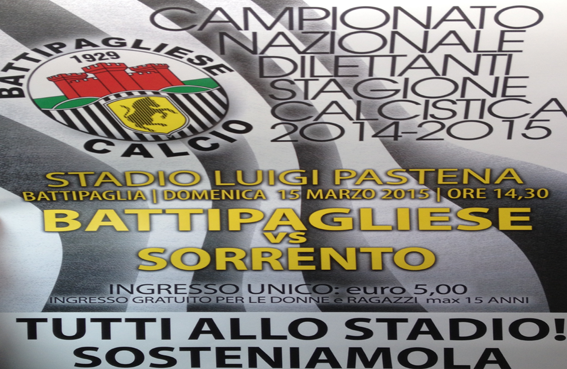 BATTIPAGLIESE
1929
CALCIO
CAMPIONATO
NAZIONALE
DILETTANTI
STAGIONE
CALCISTICA
2014-2015
STADIO LUIGI PASTENA
BATTIPAGLIA | DOMENICA 15 MARZO 2015 | ORE 14,30
BATTIPAGLIESE
vs
SORRENTO
INGRESSO UNICO: euro 5,00
INGRESSO GRATUITO PER LE DONNE e RAGAZZI max 15 ANNI
TUTTI ALLO STADIO!
SOSTENIAMOLA